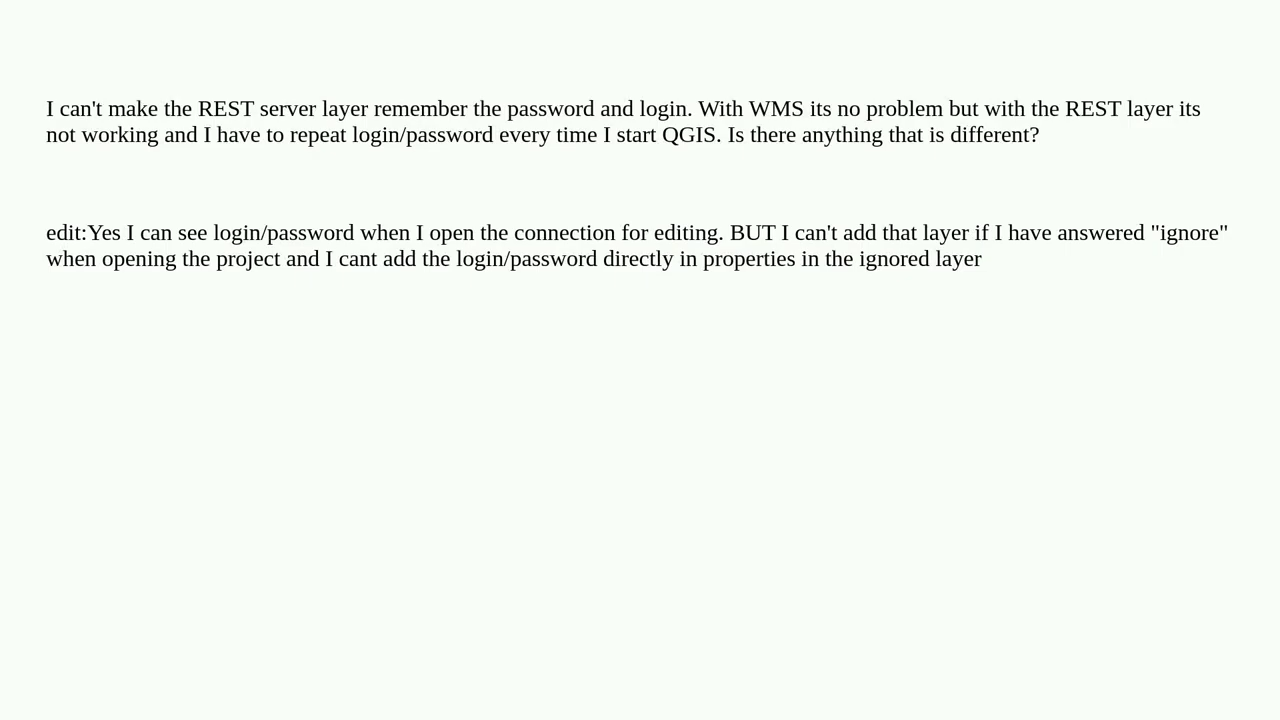 I can't make the REST server layer remember the password and login. With WMS its no problem but with the REST layer its
not working and I have to repeat login/password every time I start QGIS. Is there anything that is different?
edit:Yes I can see login/password when I open the connection for editing. BUT I can't add that layer if I have answered "ignore"
when opening the project and I cant add the login/password directly in properties in the ignored layer